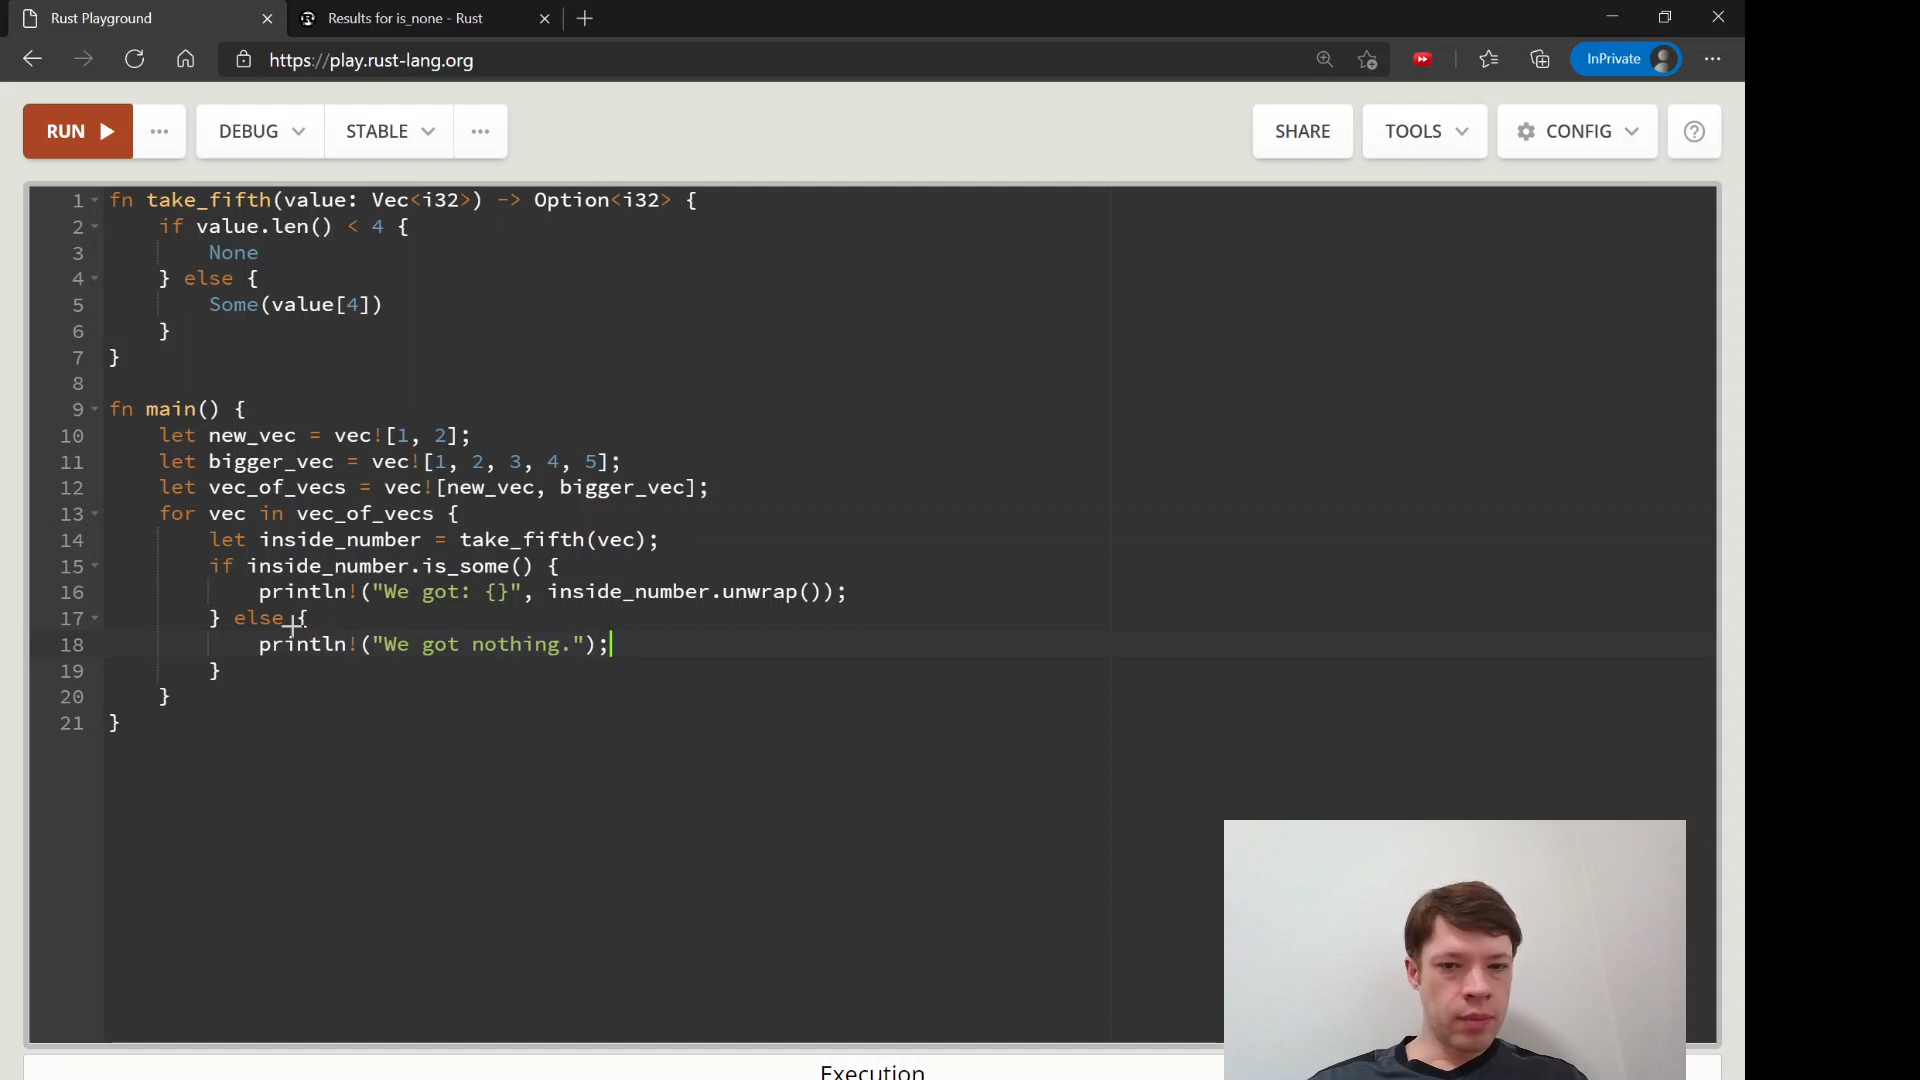 Rust Playground
Results for is_none - Rust
https://play.rust-lang.org
InPrivate
RUN
DEBUG
STABLE
SHARE
TOOLS
CONFIG
1 fn take_fifth(value: Vec<i32>) -> Option<i32> {
2     if value.len() < 4 {
3         None
4     } else {
5         Some(value[4])
6     }
7 }
8
9 fn main() {
10     let new_vec = vec![1, 2];
11     let bigger_vec = vec![1, 2, 3, 4, 5];
12     let vec_of_vecs = vec![new_vec, bigger_vec];
13     for vec in vec_of_vecs {
14         let inside_number = take_fifth(vec);
15         if inside_number.is_some() {
16             println!("We got: {}", inside_number.unwrap());
17         } else {
18             println!("We got nothing.");
19         }
20     }
21 }
Execution